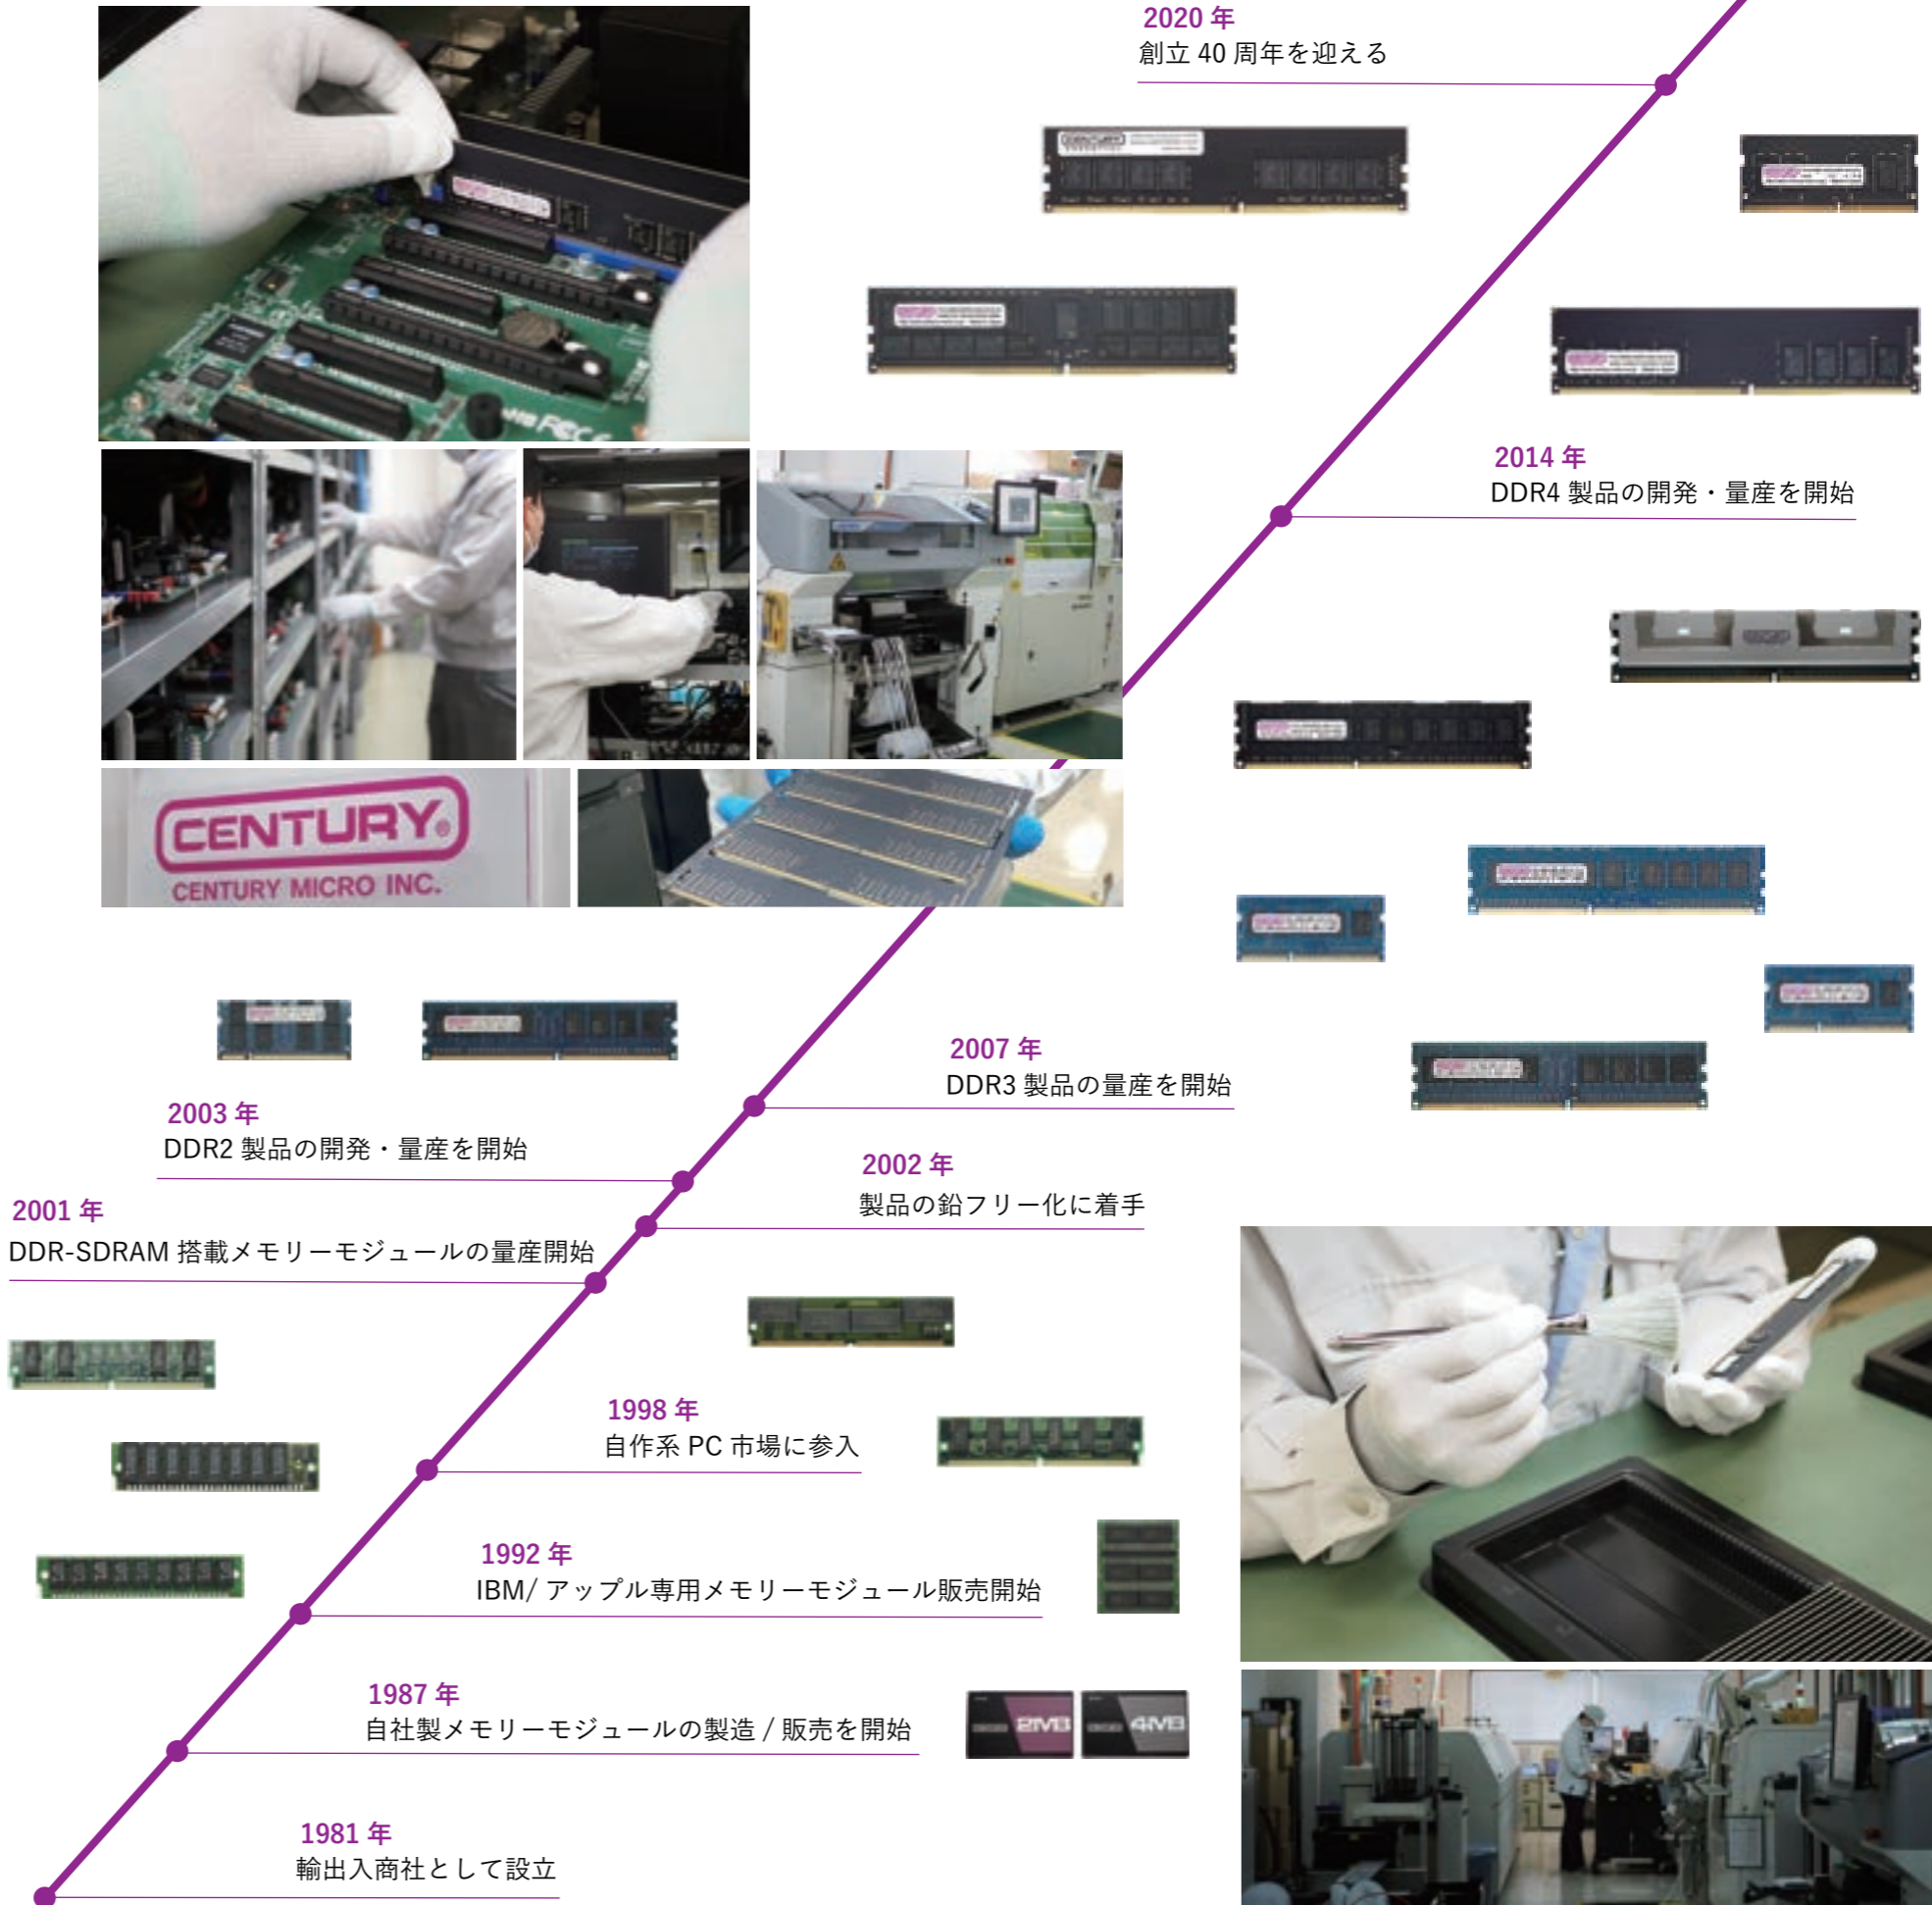 2020 年
創立 40 周年を迎える
2014 年
DDR4 製品の開発・量産を開始
CENTURY®
CENTURY MICRO INC.
2007 年
DDR3 製品の量産を開始
2003 年
DDR2 製品の開発・量産を開始
2002 年
製品の鉛フリー化に着手
2001 年
DDR-SDRAM 搭載メモリーモジュールの量産開始
1998 年
自作系 PC 市場に参入
1992 年
IBM/ アップル専用メモリーモジュール販売開始
1987 年
自社製メモリーモジュールの製造 / 販売を開始
2MB
4MB
1981 年
輸出入商社として設立